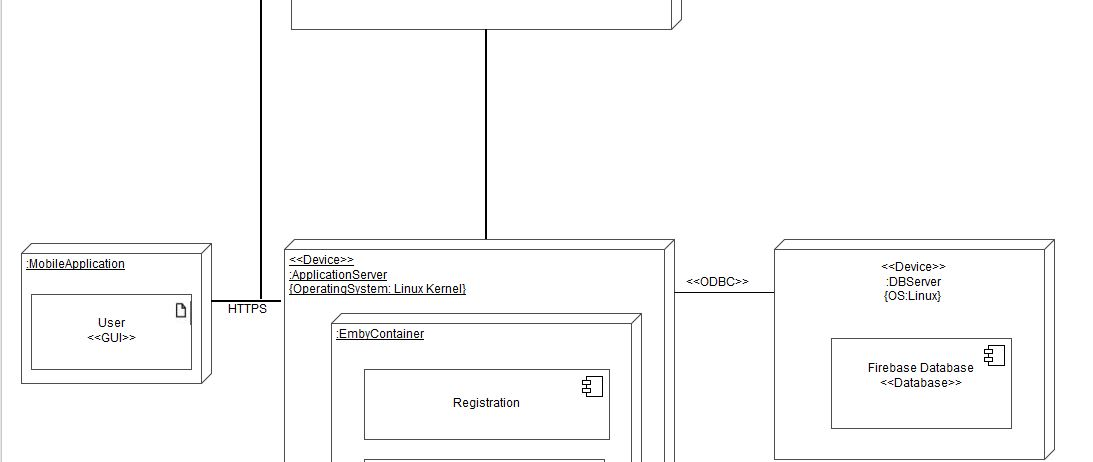 :MobileApplication
User
<<GUI>>
HTTPS
<<Device>>
:ApplicationServer
{OperatingSystem: Linux Kernel}
:EmbyContainer
Registration
<<ODBC>>
<<Device>>
:DBServer
{OS:Linux}
Firebase Database
<<Database>>